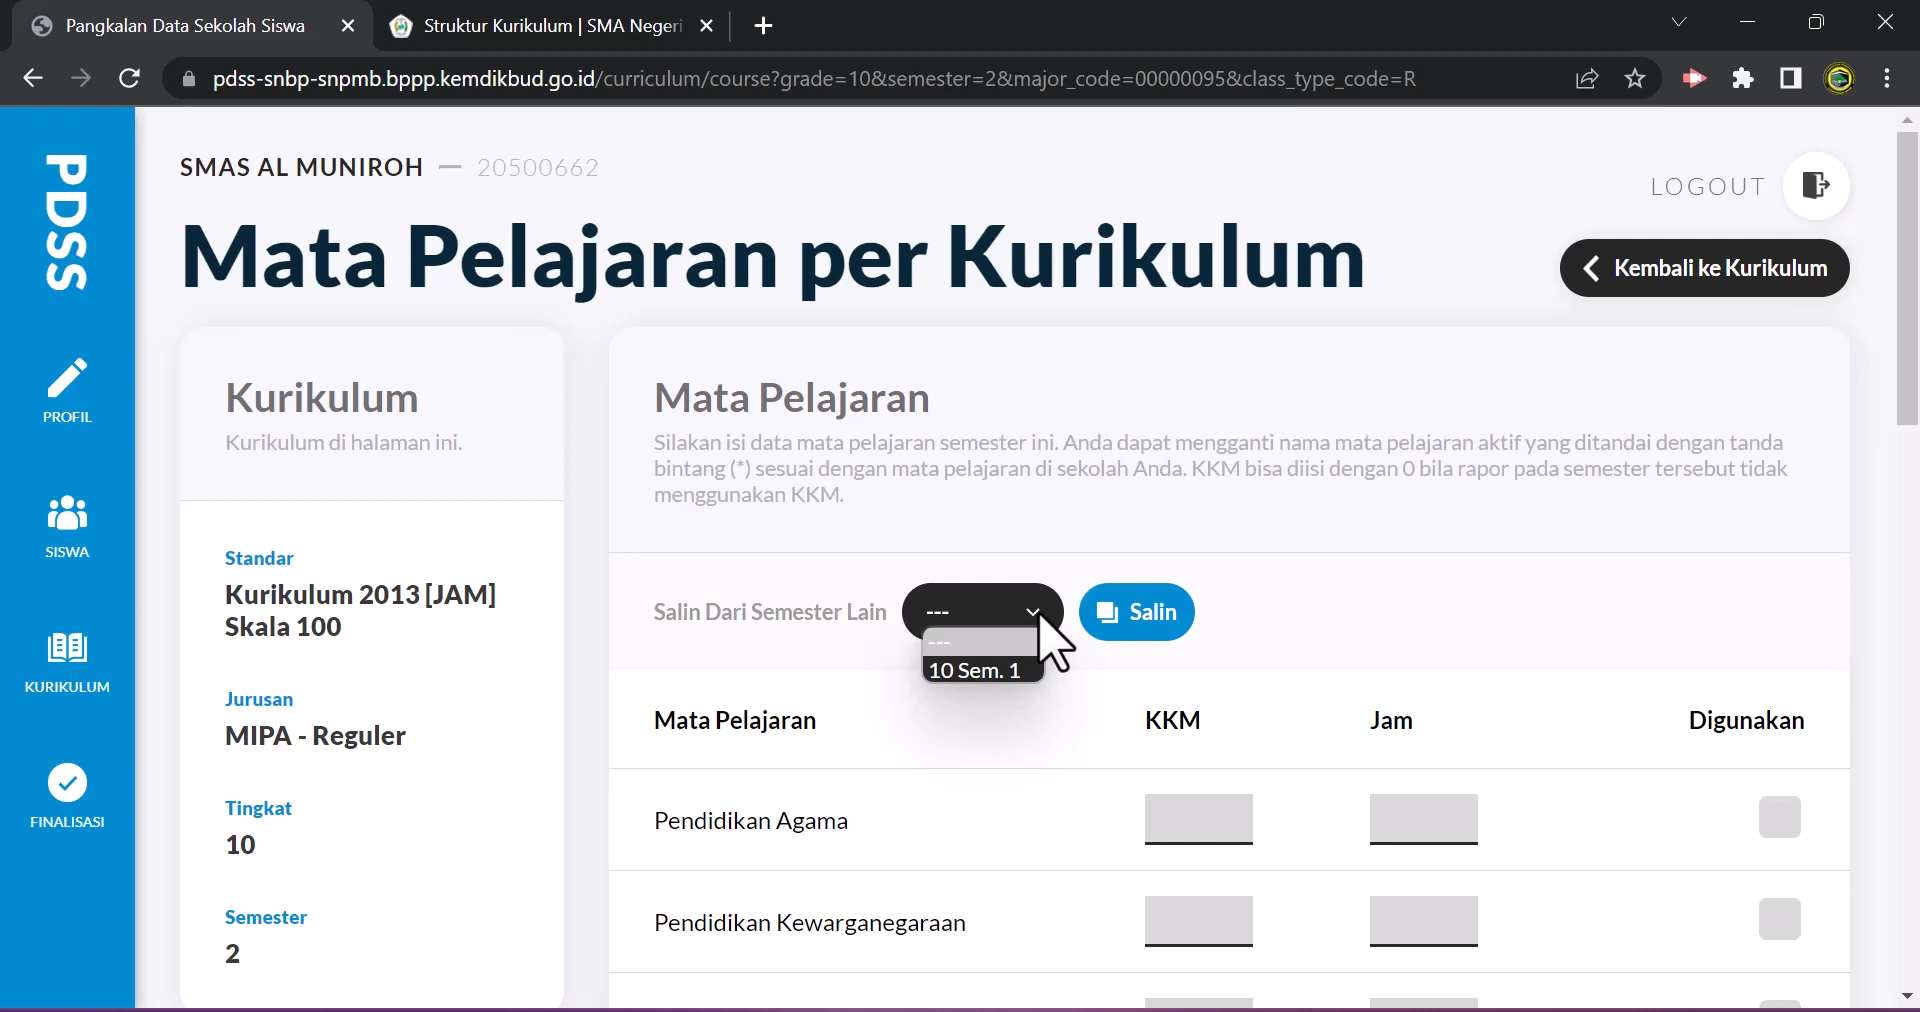 Pangkalan Data Sekolah Siswa
Struktur Kurikulum | SMA Negeri
pdss-snbp-snpmb.bppp.kemdikbud.go.id/curriculum/course?grade=10&semester=2&major_code=00000095&class_type_code=R
PDSS
PROFIL
SISWA
KURIKULUM
FINALISASI
SMAS AL MUNIROH — 20500662
LOGOUT
Mata Pelajaran per Kurikulum
Kembali ke Kurikulum
Kurikulum
Kurikulum di halaman ini.
Standar
Kurikulum 2013 [JAM]
Skala 100
Jurusan
MIPA - Reguler
Tingkat
10
Semester
2
Mata Pelajaran
Silakan isi data mata pelajaran semester ini. Anda dapat mengganti nama mata pelajaran aktif yang ditandai dengan tanda
bintang (*) sesuai dengan mata pelajaran di sekolah Anda. KKM bisa diisi dengan 0 bila rapor pada semester tersebut tidak
menggunakan KKM.
Salin Dari Semester Lain --- Salin
---
10 Sem. 1
Mata Pelajaran KKM Jam Digunakan
Pendidikan Agama
Pendidikan Kewarganegaraan